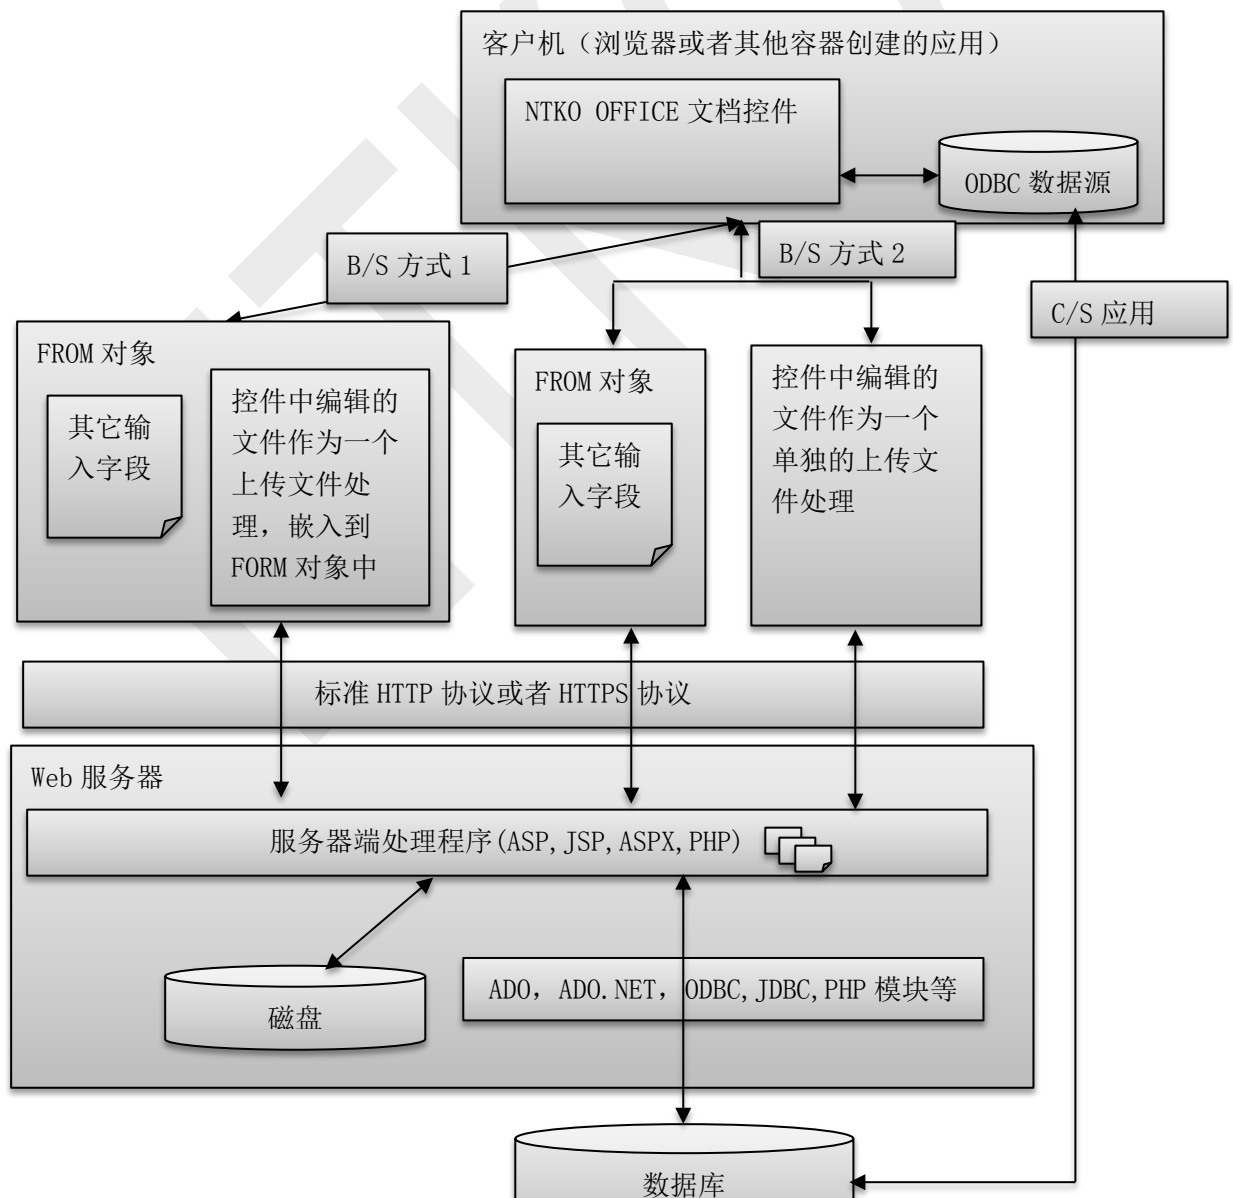 客户机（浏览器或者其他容器创建的应用）
NTKO OFFICE 文档控件
ODBC 数据源
B/S 方式 1
B/S 方式 2
C/S 应用
FROM 对象
其它输
入字段
控件中编辑的
文件作为一个
上传文件处
理，嵌入到
FORM 对象中
FROM 对象
其它输
入字段
控件中编辑的
文件作为一个
单独的上传文
件处理
标准 HTTP 协议或者 HTTPS 协议
Web 服务器
服务器端处理程序(ASP,JSP,ASPX,PHP)
磁盘
ADO，ADO.NET，ODBC,JDBC,PHP 模块等
数据库